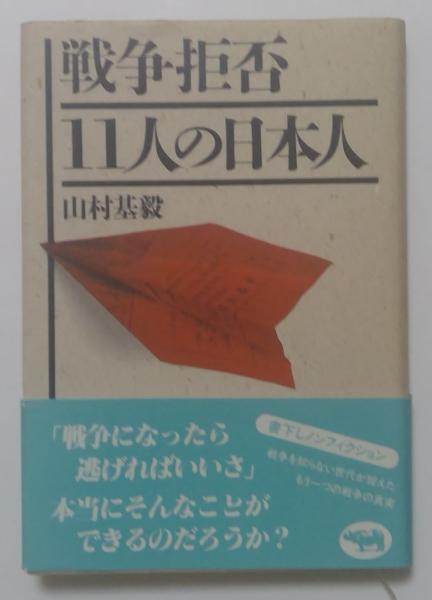 戦争拒否
11人の日本人
山村基毅
「戦争になったら
逃げればいいさ」
本当にそんなことが
できるのだろうか？
書下しノンフィクション
戦争を知らない世代が捉えた
もう一つの戦争の真実